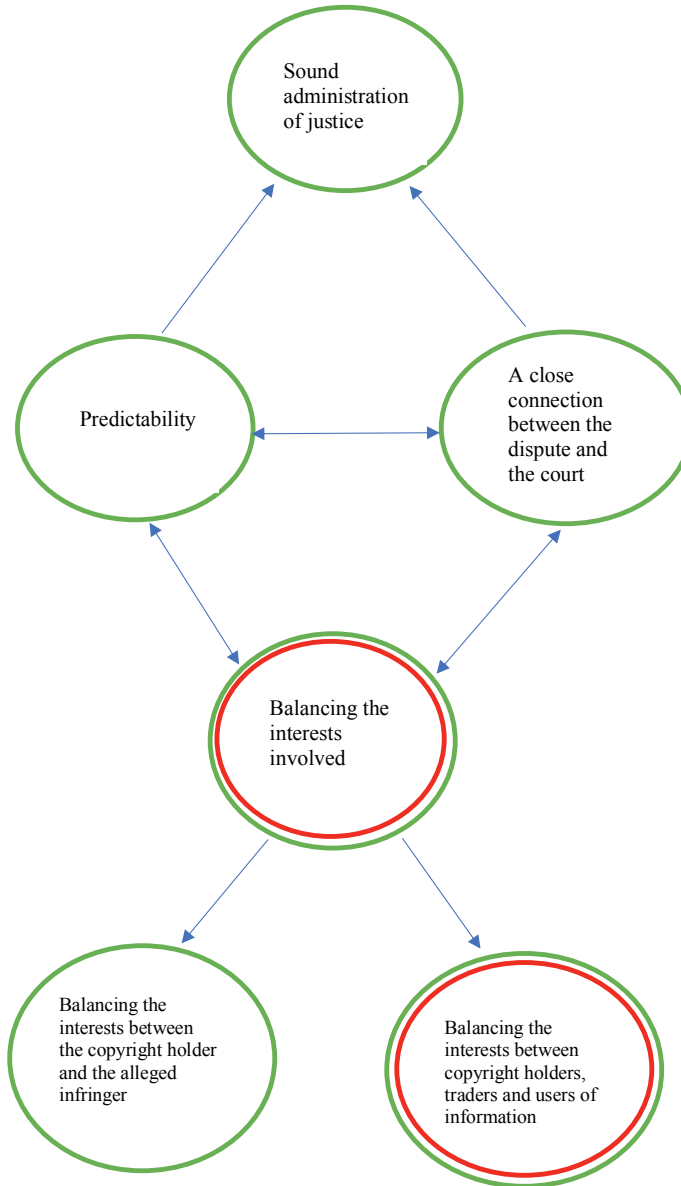 Sound
administration
of justice
Predictability
A close
connection
between the
dispute and
the court
Balancing the
interests
involved
Balancing the
interests between
the copyright holder
and the alleged
infringer
Balancing the
interests between
copyright holders,
traders and users of
information